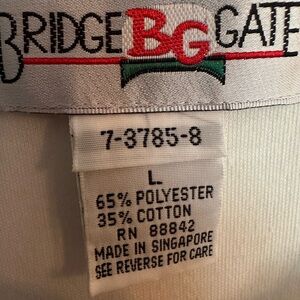 BRIDGE BG GATE
7-3785-8
L
65% POLYESTER
35% COTTON
RN 88842
MADE IN SINGAPORE
SEE REVERSE FOR CARE